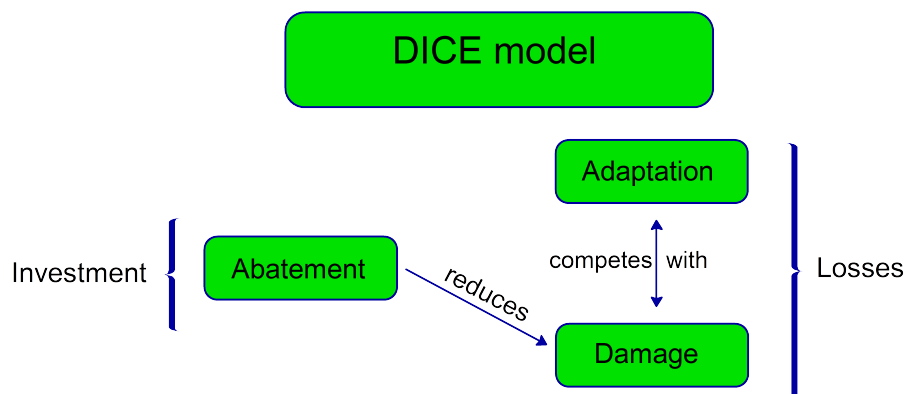 DICE model
Adaptation
Investment
Abatement
reduces
competes with
Losses
Damage